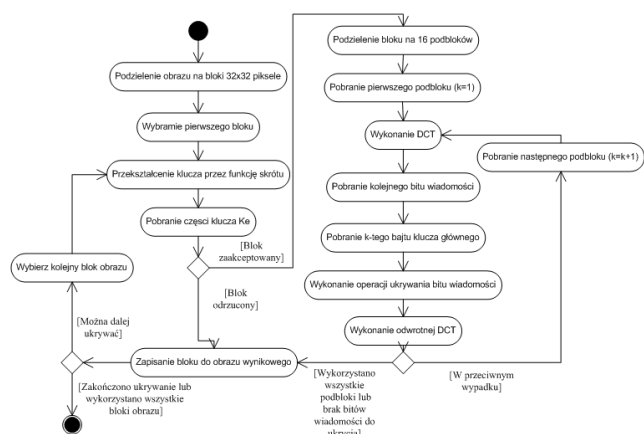 Podzielenie obrazu na bloki 32x32 piksele
Wybramie pierwszego bloku
Przekształcenie klucza przez funkcję skrótu
Pobranie częsci klucza Ke
[Blok
zaakceptowany]
[Blok
odrzucony]
Wybierz kolejny blok obrazu
[Można dalej
ukrywać]
Zapisanie bloku do obrazu wynikowego
[Zakończono ukrywanie lub
wykorzystano wszystkie
bloki obrazu]
Podzielenie bloku na 16 podbloków
Pobranie pierwszego podbloku (k=1)
Wykonanie DCT
Pobranie następnego podbloku (k=k+1)
Pobranie kolejnego bitu wiadomości
Pobranie k-tego bajtu klucza głównego
Wykonanie operacji ukrywania bitu wiadomości
Wykonanie odwrotnej DCT
[Wykorzystano
wszystkie
podbloki lub
brak bitów
wiadomości do
ukrycia]
[W przeciwnym
wypadku]